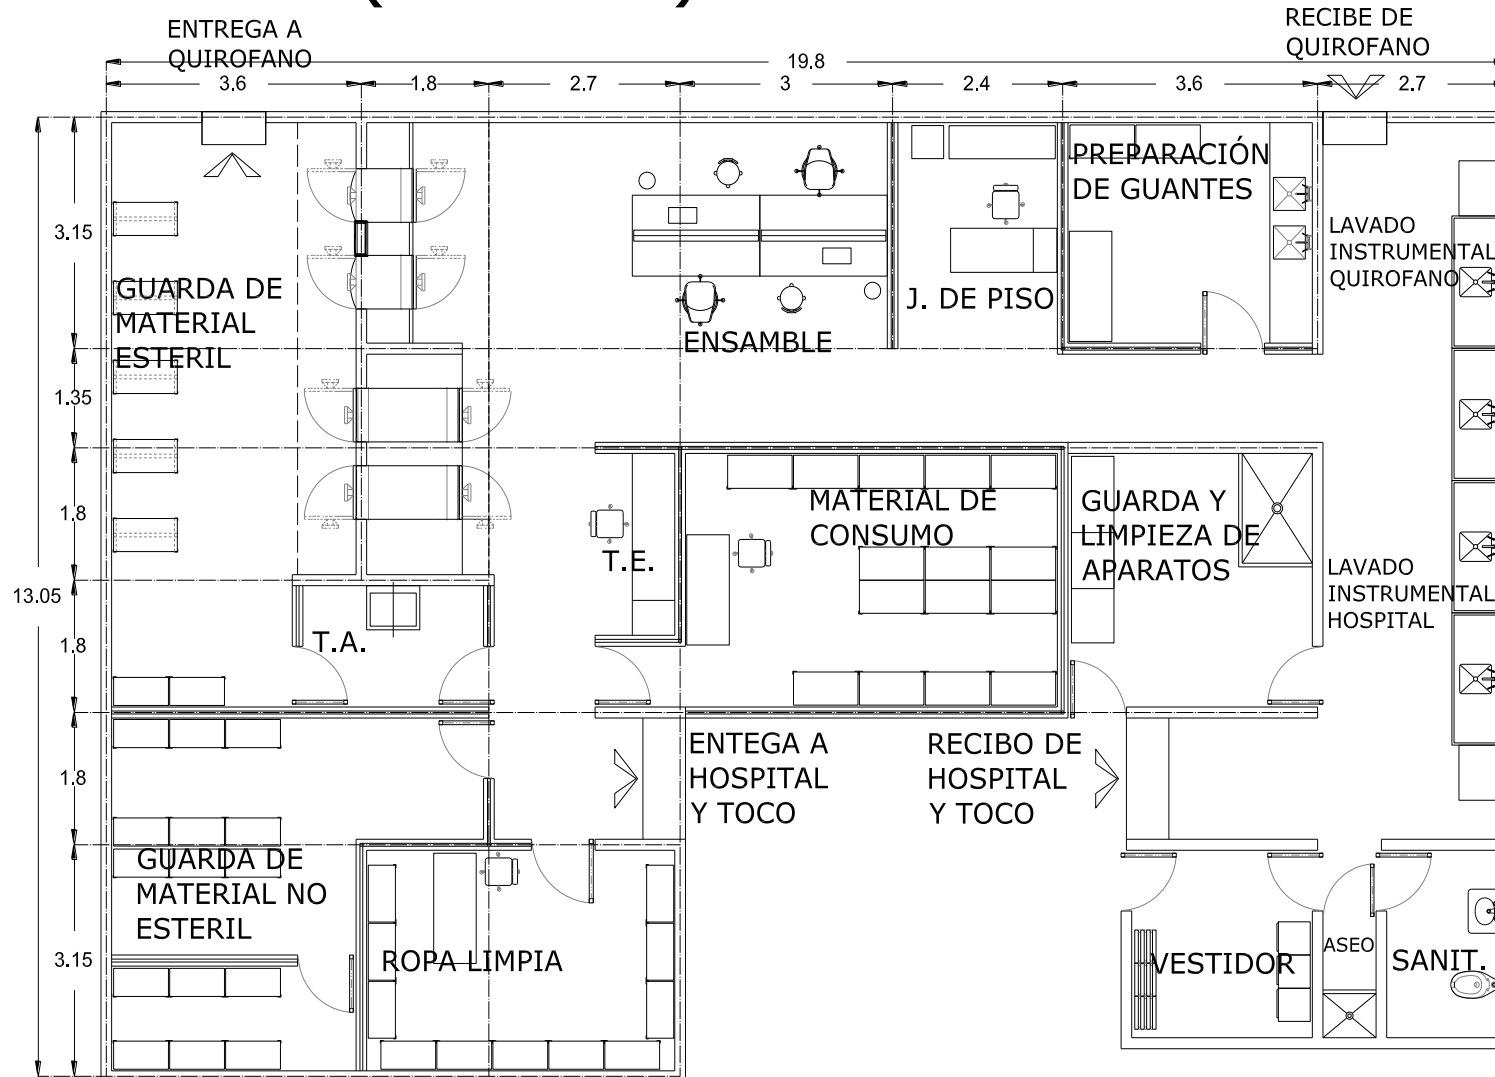 ENTREGA A
QUIROFANO
RECIBE DE
QUIROFANO
19.8
3.6
1.8
2.7
3
2.4
3.6
2.7
3.15
1.35
1.8
13.05
1.8
1.8
3.15
GUARDA DE
MATERIAL
ESTERIL
ENSAMBLE
J. DE PISO
PREPARACIÓN
DE GUANTES
LAVADO
INSTRUMENTAL
QUIROFANO
T.A.
T.E.
MATERIAL DE
CONSUMO
GUARDA Y
LIMPIEZA DE
APARATOS
LAVADO
INSTRUMENTAL
HOSPITAL
ENTEGA A
HOSPITAL
Y TOCO
RECIBO DE
HOSPITAL
Y TOCO
GUARDA DE
MATERIAL NO
ESTERIL
ROPA LIMPIA
VESTIDOR
ASEO
SANIT.